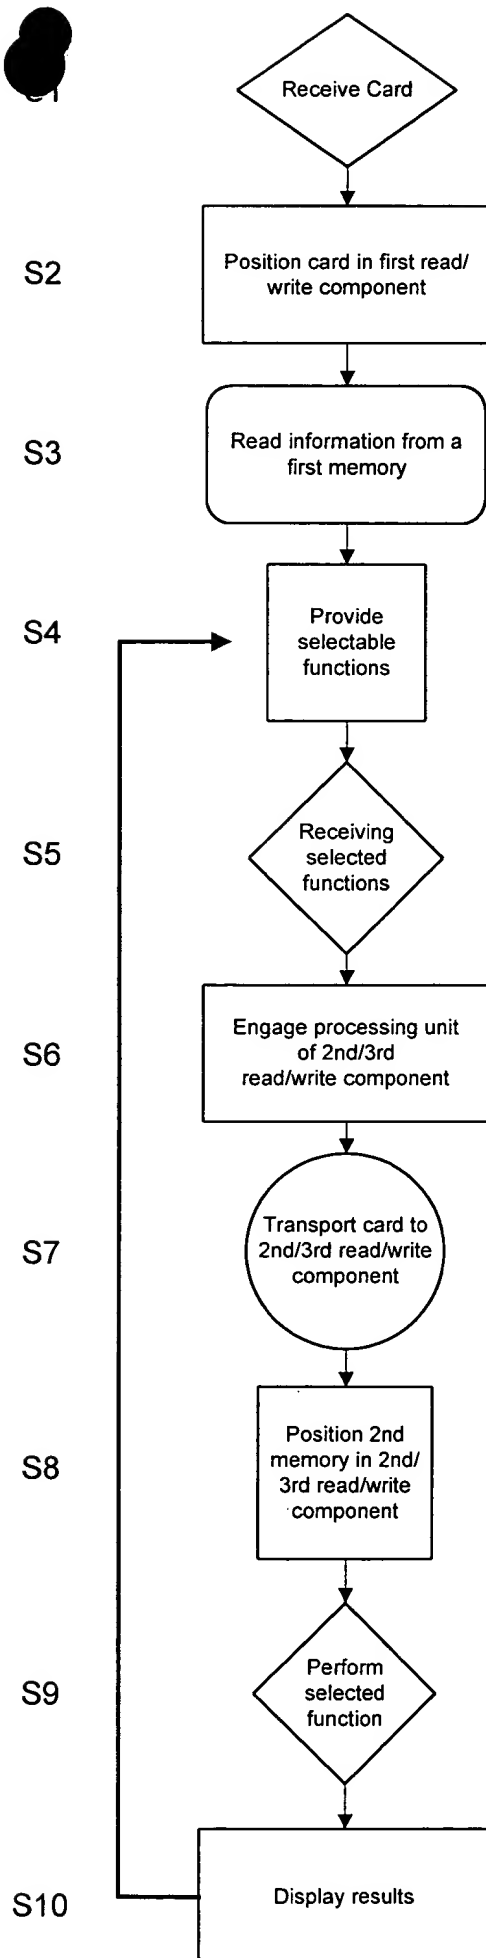 Receive Card
S2
Position card in first read/
write component
S3
Read information from a
first memory
S4
Provide
selectable
functions
S5
Receiving
selected
functions
S6
Engage processing unit
of 2nd/3rd
read/write component
S7
Transport card to
2nd/3rd read/write
component
S8
Position 2nd
memory in 2nd/
3rd read/write
component
S9
Perform
selected
function
S10
Display results